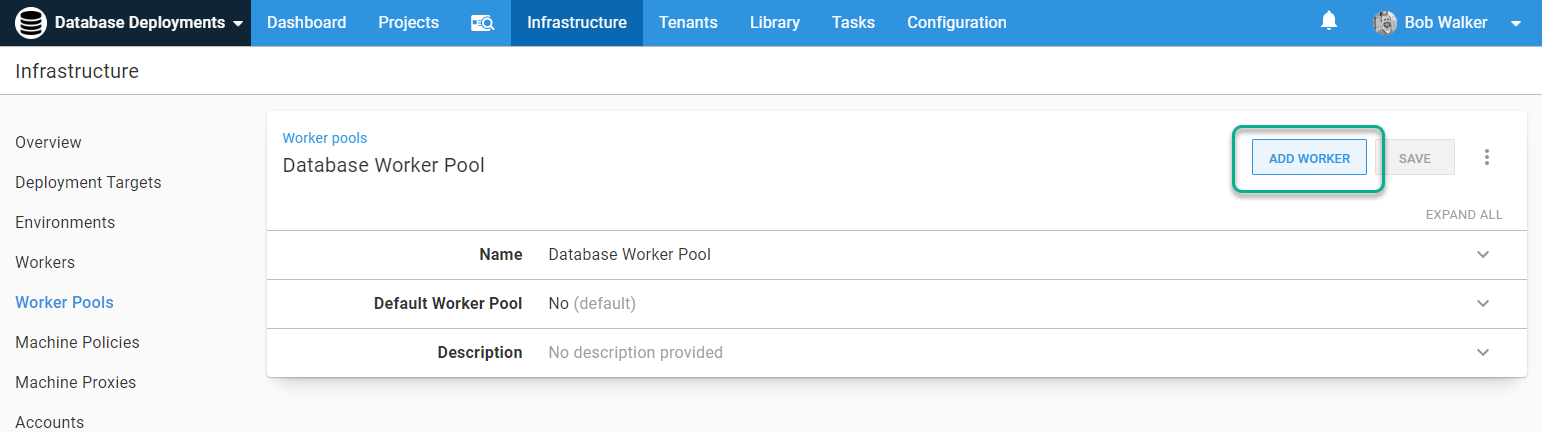 Database Deployments Dashboard Projects Infrastructure Tenants Library Tasks Configuration Bob Walker
Infrastructure
Overview
Deployment Targets
Environments
Workers
Worker Pools
Machine Policies
Machine Proxies
Accounts
Worker pools
Database Worker Pool
ADD WORKER SAVE
EXPAND ALL
Name Database Worker Pool
Default Worker Pool No (default)
Description No description provided